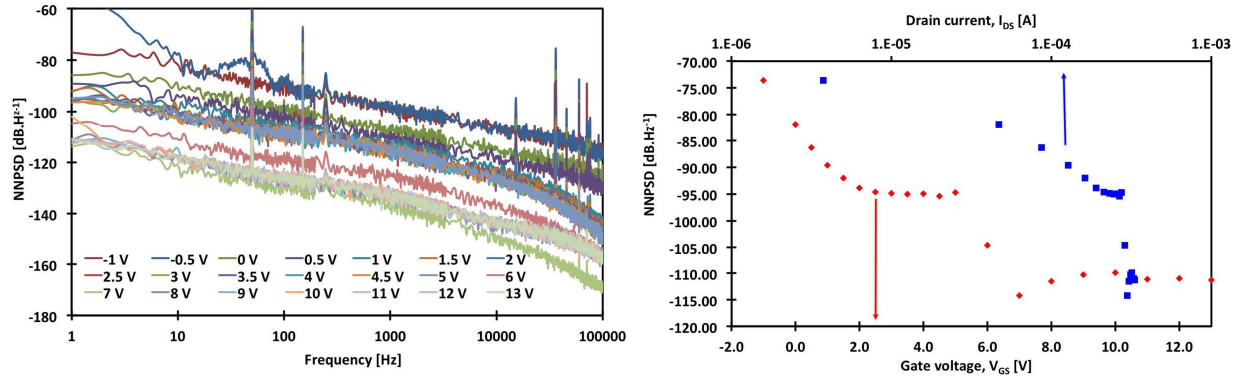 -60
-80
-100
-120
-140
-160
-180
NNPSD [dB.H⁻¹]
-1 V -0.5 V 0 V 0.5 V 1 V 1.5 V 2 V
2.5 V 3 V 3.5 V 4 V 4.5 V 5 V 6 V
7 V 8 V 9 V 10 V 11 V 12 V 13 V
1 10 100 1000 10000 100000
Frequency [Hz]
Drain current, I_DS [A]
1.E-06 1.E-05 1.E-04 1.E-03
-70.00
-75.00
-80.00
-85.00
-90.00
-95.00
-100.00
-105.00
-110.00
-115.00
-120.00
NNPSD [dB.Hz⁻¹]
-2.0 0.0 2.0 4.0 6.0 8.0 10.0 12.0
Gate voltage, V_GS [V]